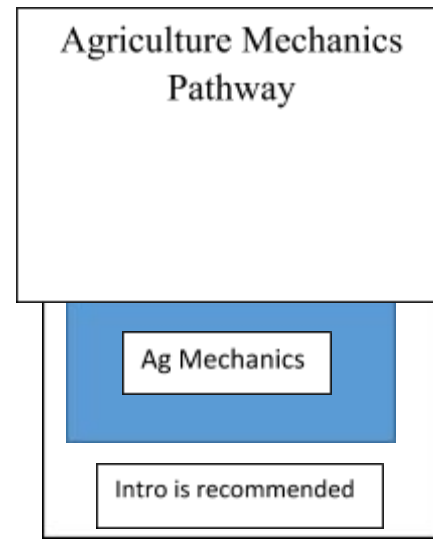 Agriculture Mechanics
Pathway
Ag Mechanics
Intro is recommended